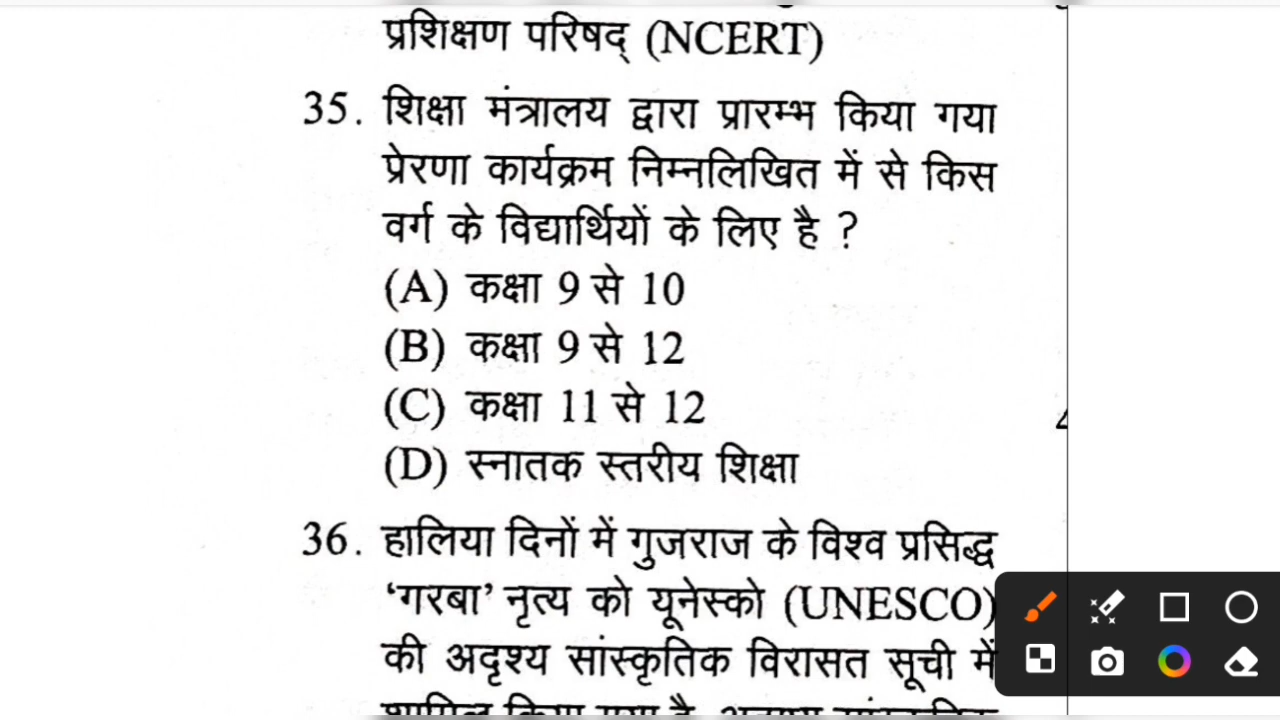 प्रशिक्षण परिषद् (NCERT)
35. शिक्षा मंत्रालय द्वारा प्रारम्भ किया गया
प्रेरणा कार्यक्रम निम्नलिखित में से किस
वर्ग के विद्यार्थियों के लिए है ?
(A) कक्षा 9 से 10
(B) कक्षा 9 से 12
(C) कक्षा 11 से 12
(D) स्नातक स्तरीय शिक्षा
36. हालिया दिनों में गुजराज के विश्व प्रसिद्ध
‘गरबा’ नृत्य को यूनेस्को (UNESCO)
की अदृश्य सांस्कृतिक विरासत सूची में